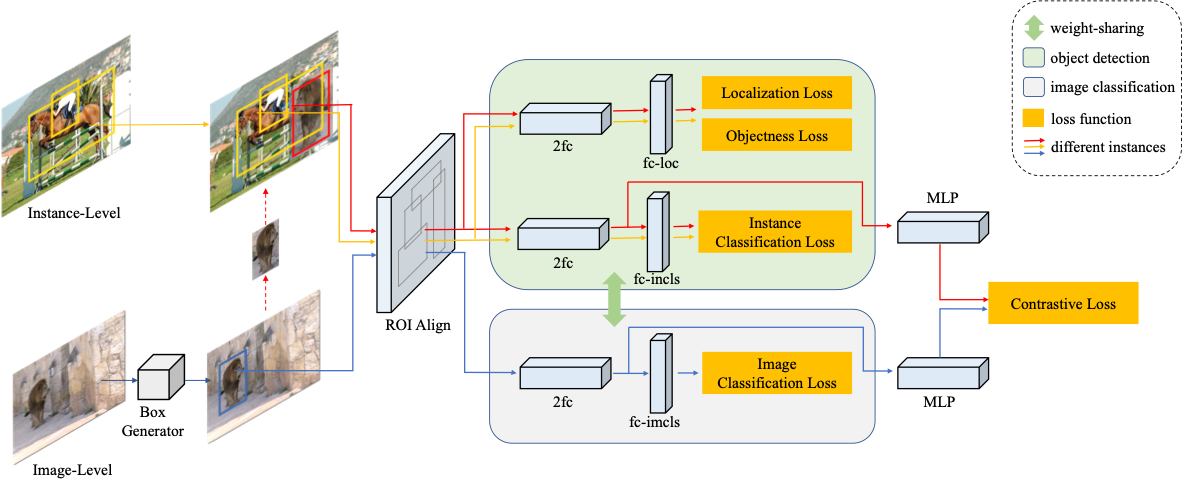 weight-sharing
object detection
image classification
loss function
different instances
Localization Loss
Objectness Loss
2fc
fc-loc
Instance-Level
MLP
Instance
Classification Loss
2fc
fc-incls
ROI Align
Contrastive Loss
Image
Classification Loss
2fc
fc-imcls
MLP
Box
Generator
Image-Level